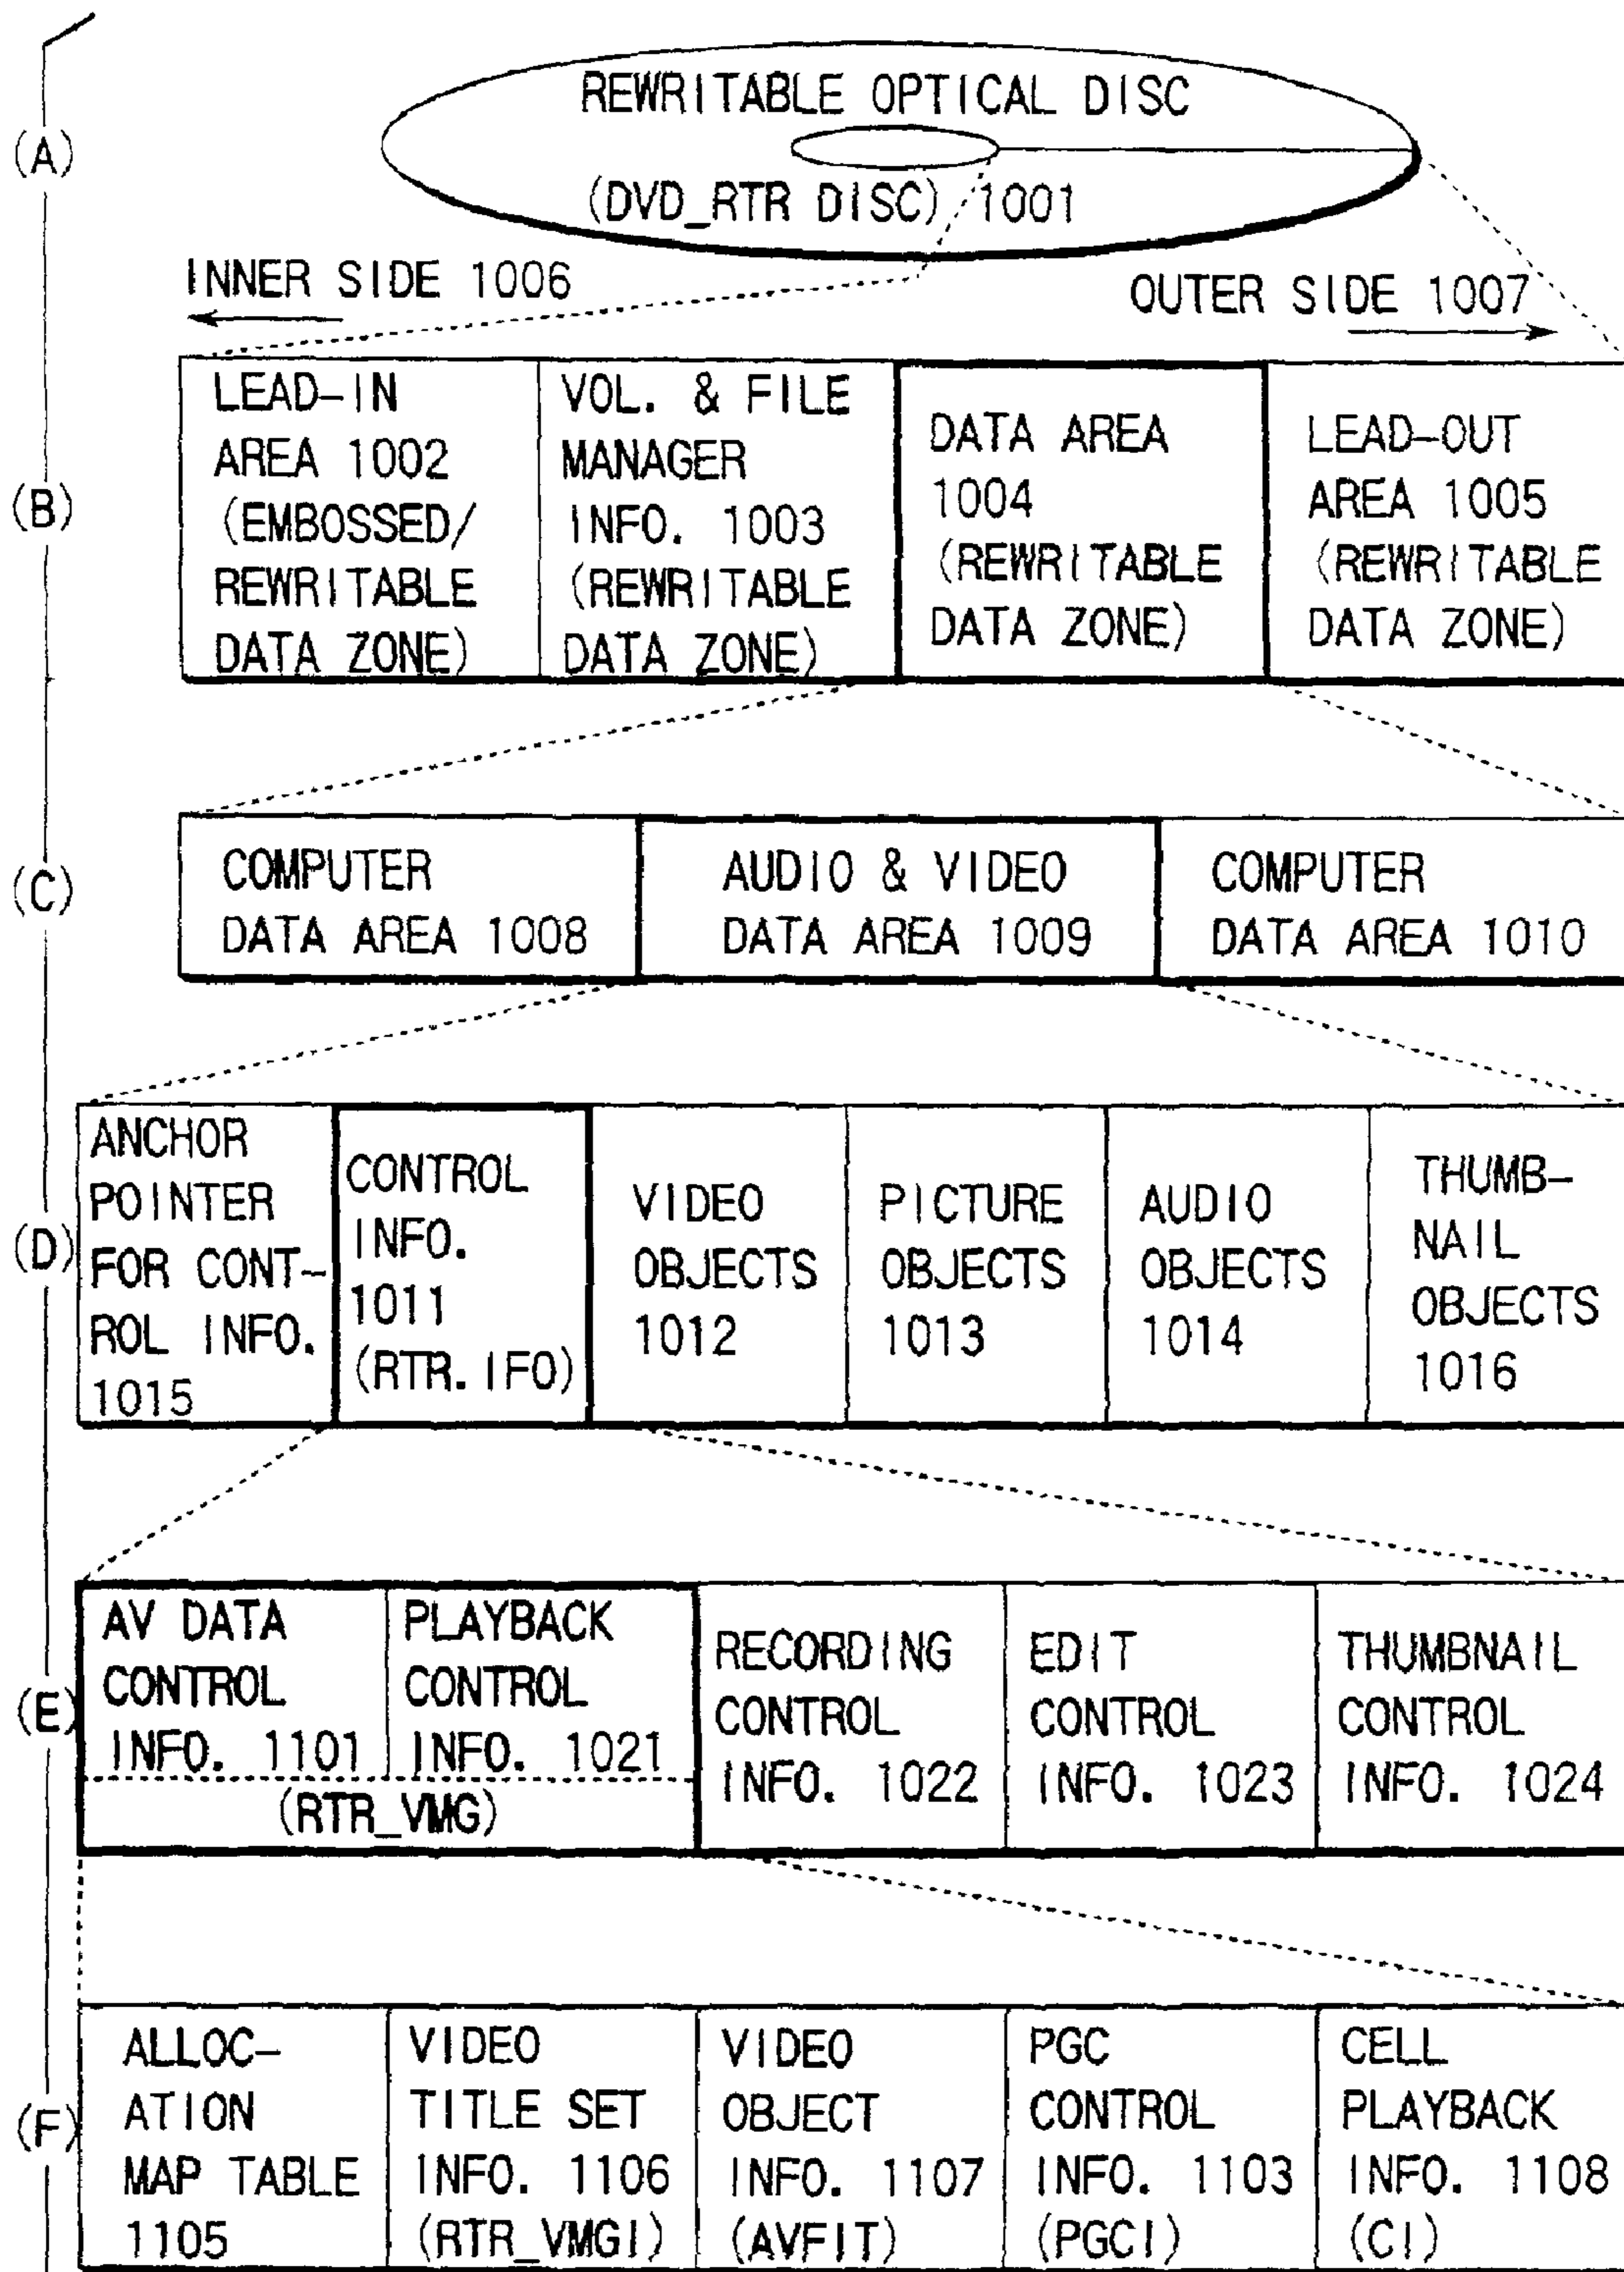 (A)
REWRITABLE OPTICAL DISC
(DVD_RTR DISC) 1001
INNER SIDE 1006
OUTER SIDE 1007
(B)
LEAD-IN
AREA 1002
(EMBOSSED/
REWRITABLE
DATA ZONE)
VOL. & FILE
MANAGER
INFO. 1003
(REWRITABLE
DATA ZONE)
DATA AREA
1004
(REWRITABLE
DATA ZONE)
LEAD-OUT
AREA 1005
(REWRITABLE
DATA ZONE)
(C)
COMPUTER
DATA AREA 1008
AUDIO & VIDEO
DATA AREA 1009
COMPUTER
DATA AREA 1010
(D)
ANCHOR
POINTER
FOR CONT-
ROL INFO.
1015
CONTROL
INFO.
1011
(RTR.IFO)
VIDEO
OBJECTS
1012
PICTURE
OBJECTS
1013
AUDIO
OBJECTS
1014
THUMB-
NAIL
OBJECTS
1016
(E)
AV DATA
CONTROL
INFO. 1101
PLAYBACK
CONTROL
INFO. 1021
(RTR_VMG)
RECORDING
CONTROL
INFO. 1022
EDIT
CONTROL
INFO. 1023
THUMBNAIL
CONTROL
INFO. 1024
(F)
ALLOC-
ATION
MAP TABLE
1105
VIDEO
TITLE SET
INFO. 1106
(RTR_VMGI)
VIDEO
OBJECT
INFO. 1107
(AVFIT)
PGC
CONTROL
INFO. 1103
(PGCI)
CELL
PLAYBACK
INFO. 1108
(CI)